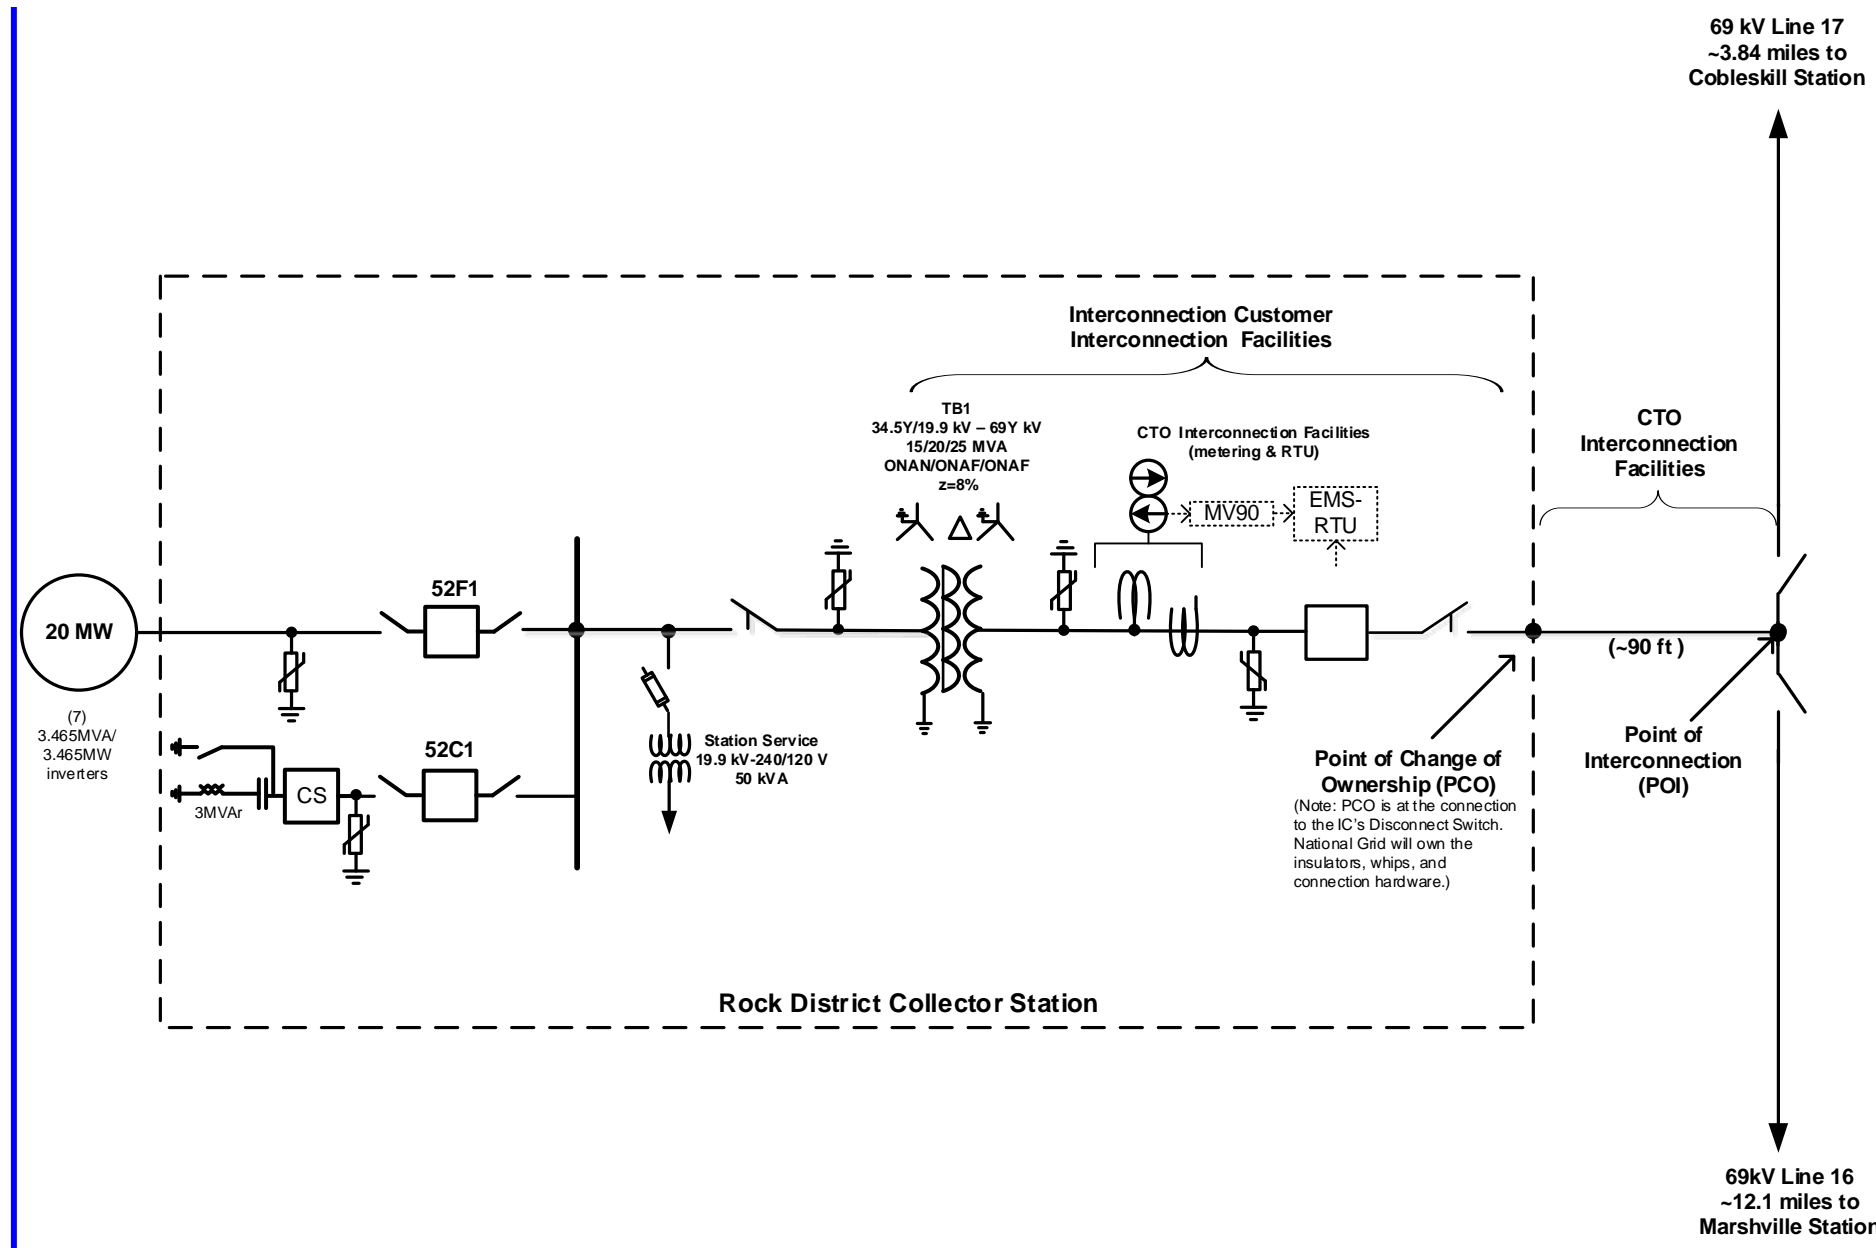 69 kV Line 17
~3.84 miles to
Cobleskill Station
Interconnection Customer
Interconnection Facilities
TB1
34.5Y/19.9 kV – 69Y kV
15/20/25 MVA
ONAN/ONAF/ONAF
z=8%
CTO Interconnection Facilities
(metering & RTU)
MV90
EMS-
RTU
CTO
Interconnection
Facilities
20 MW
(7)
3.465MVA/
3.465MW
inverters
52F1
52C1
CS
3MVAr
Station Service
19.9 kV-240/120 V
50 kVA
(~90 ft )
Point of Change of
Ownership (PCO)
(Note: PCO is at the connection
to the IC's Disconnect Switch.
National Grid will own the
insulators, whips, and
connection hardware.)
Point of
Interconnection
(POI)
Rock District Collector Station
69kV Line 16
~12.1 miles to
Marshville Station